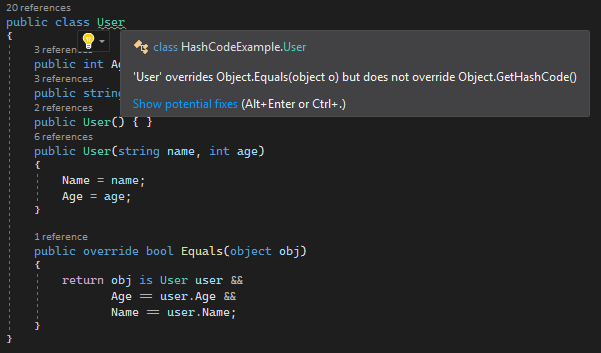 20 references
public class User
{
class HashCodeExample.User
'User' overrides Object.Equals(object o) but does not override Object.GetHashCode()
Show potential fixes (Alt+Enter or Ctrl+.)
3 references
public int
3 references
public string
2 references
public User() { }
6 references
public User(string name, int age)
{
Name = name;
Age = age;
}
1 reference
public override bool Equals(object obj)
{
return obj is User user &&
Age == user.Age &&
Name == user.Name;
}
}